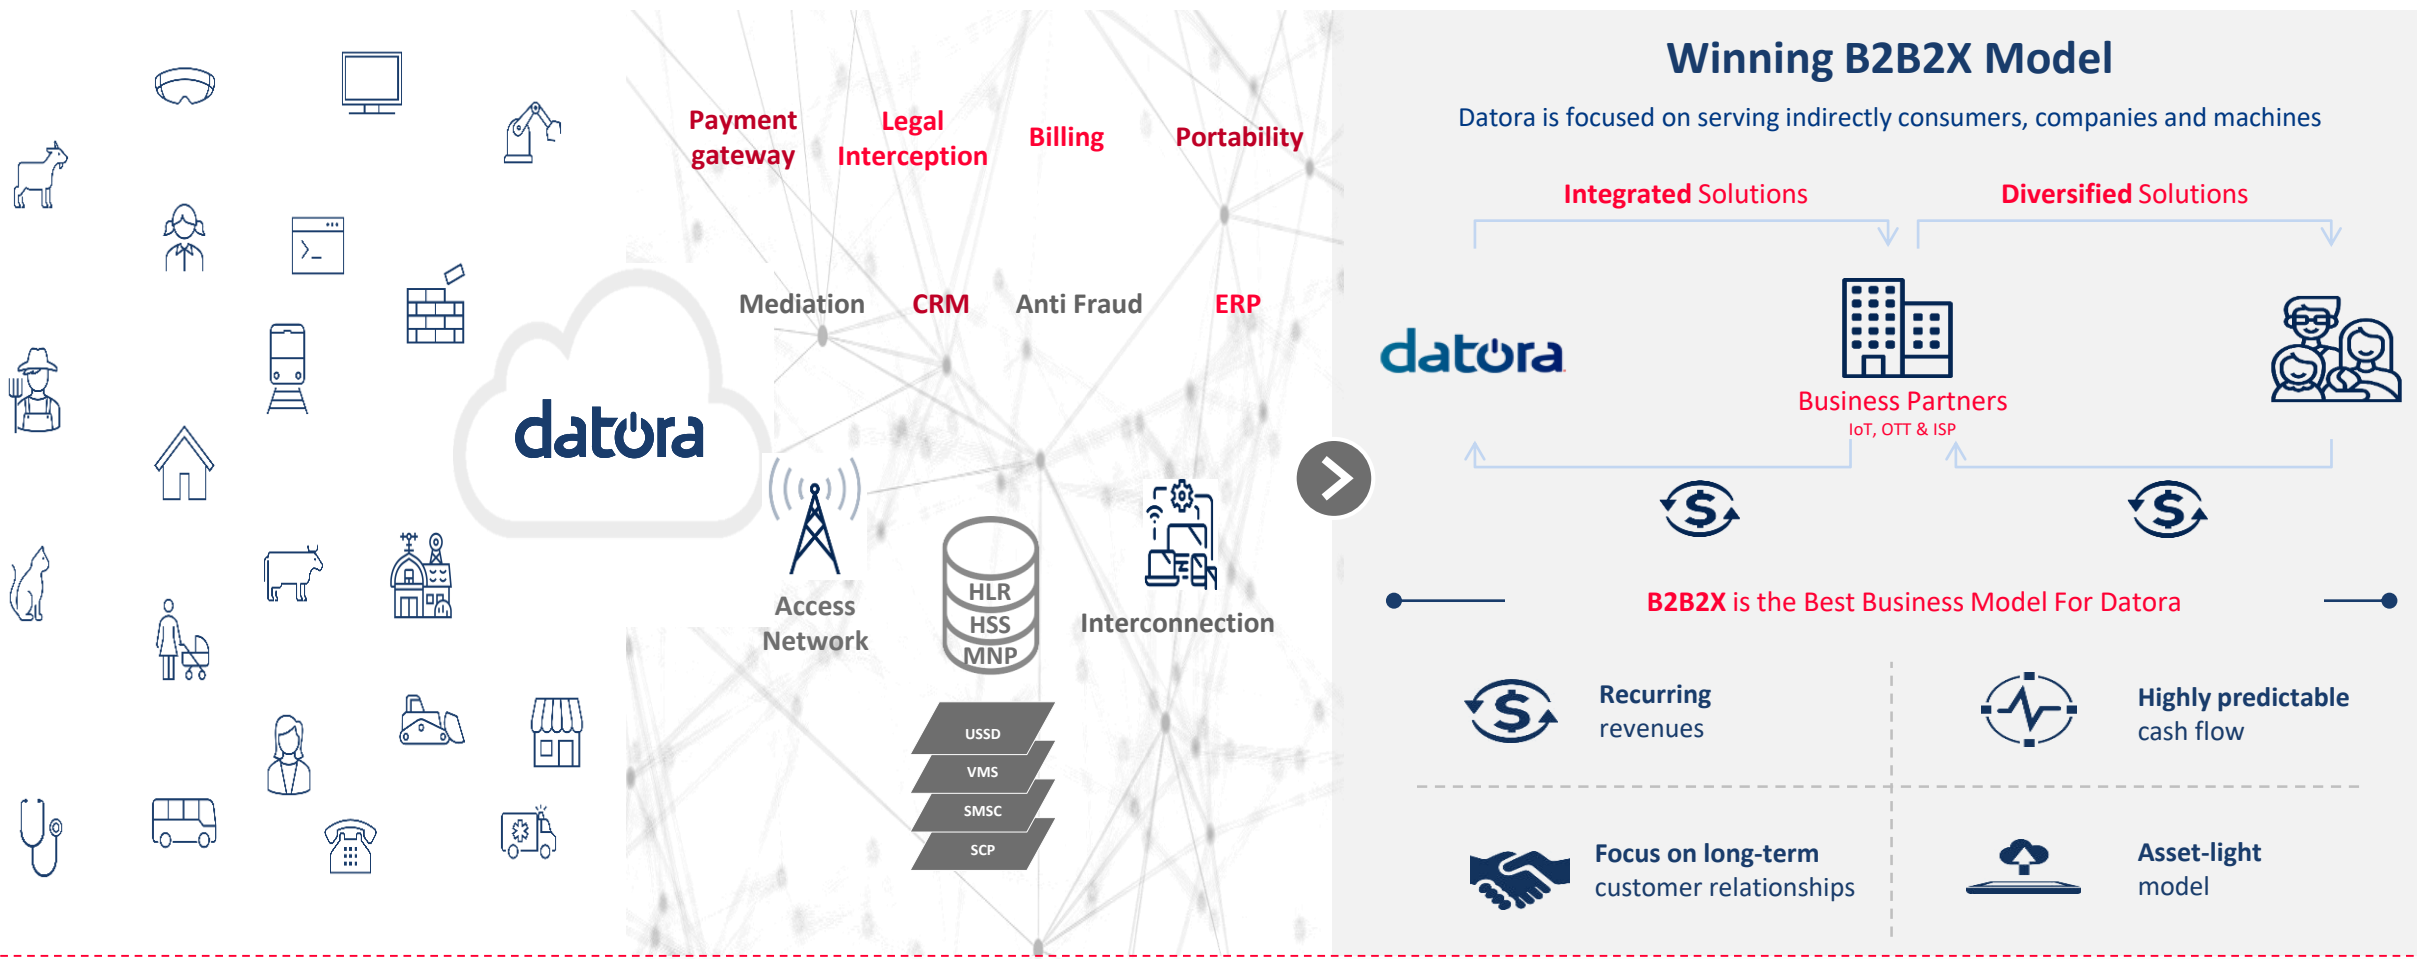 Payment
gateway
Legal
Interception
Billing
Portability
Mediation
CRM
Anti Fraud
ERP
datora
Access
Network
HLR
HSS
MNP
Interconnection
USSD
VMS
SMSC
SCP
Winning B2B2X Model
Datora is focused on serving indirectly consumers, companies and machines
Integrated Solutions
Diversified Solutions
datora
Business Partners
IoT, OTT & ISP
B2B2X is the Best Business Model For Datora
Recurring
revenues
Highly predictable
cash flow
Focus on long-term
customer relationships
Asset-light
model